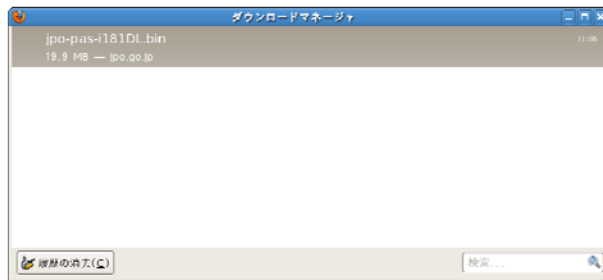 ダウンロードマネージャ
jpo-pas-i181DL.bin
11:06
19.9 MB — jpo.go.jp
履歴の消去(C)
検索...